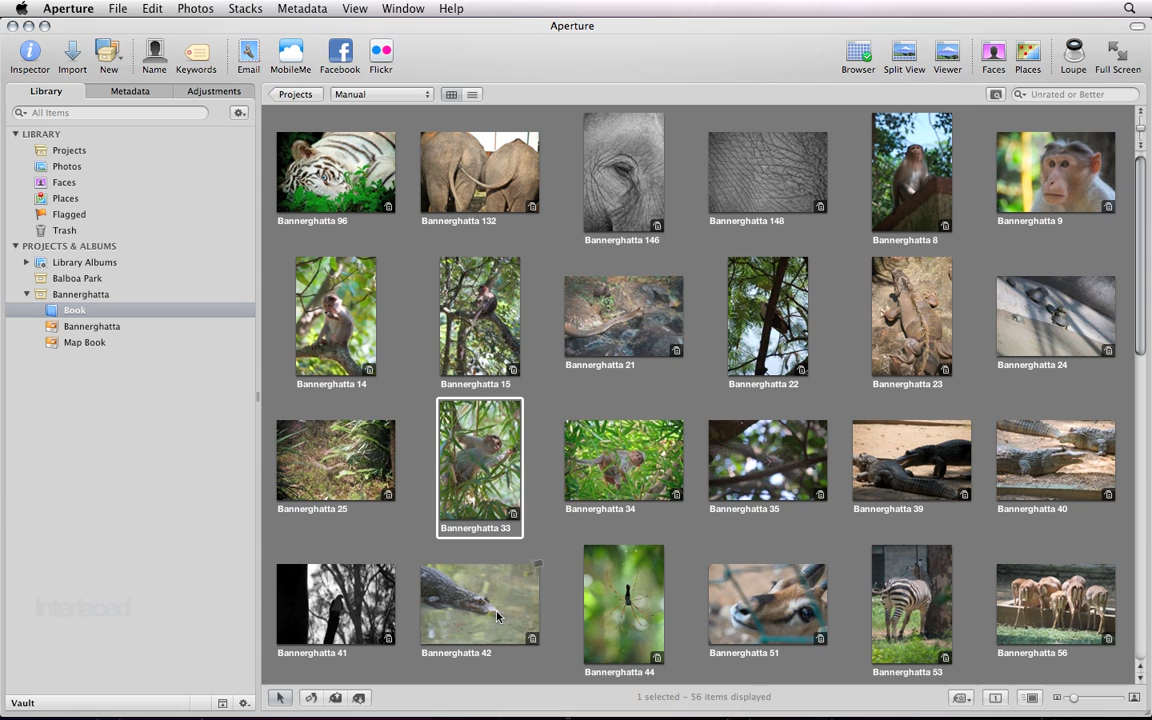 Aperture File Edit Photos Stacks Metadata View Window Help
Aperture
Inspector Import New Name Keywords Email MobileMe Facebook Flickr Browser Split View Viewer Faces Places Loupe Full Screen
Library Metadata Adjustments Projects Manual Unrated or Better
All Items
LIBRARY
Projects
Photos
Faces
Places
Flagged
Trash
PROJECTS & ALBUMS
Library Albums
Balboa Park
Bannerghatta
Book
Bannerghatta
Map Book
Bannerghatta 96 Bannerghatta 132 Bannerghatta 146 Bannerghatta 148 Bannerghatta 8 Bannerghatta 9
Bannerghatta 14 Bannerghatta 15 Bannerghatta 21 Bannerghatta 22 Bannerghatta 23 Bannerghatta 24
Bannerghatta 25 Bannerghatta 33 Bannerghatta 34 Bannerghatta 35 Bannerghatta 39 Bannerghatta 40
Bannerghatta 41 Bannerghatta 42 Bannerghatta 44 Bannerghatta 51 Bannerghatta 53 Bannerghatta 56
interlaced
Vault
1 selected – 56 items displayed